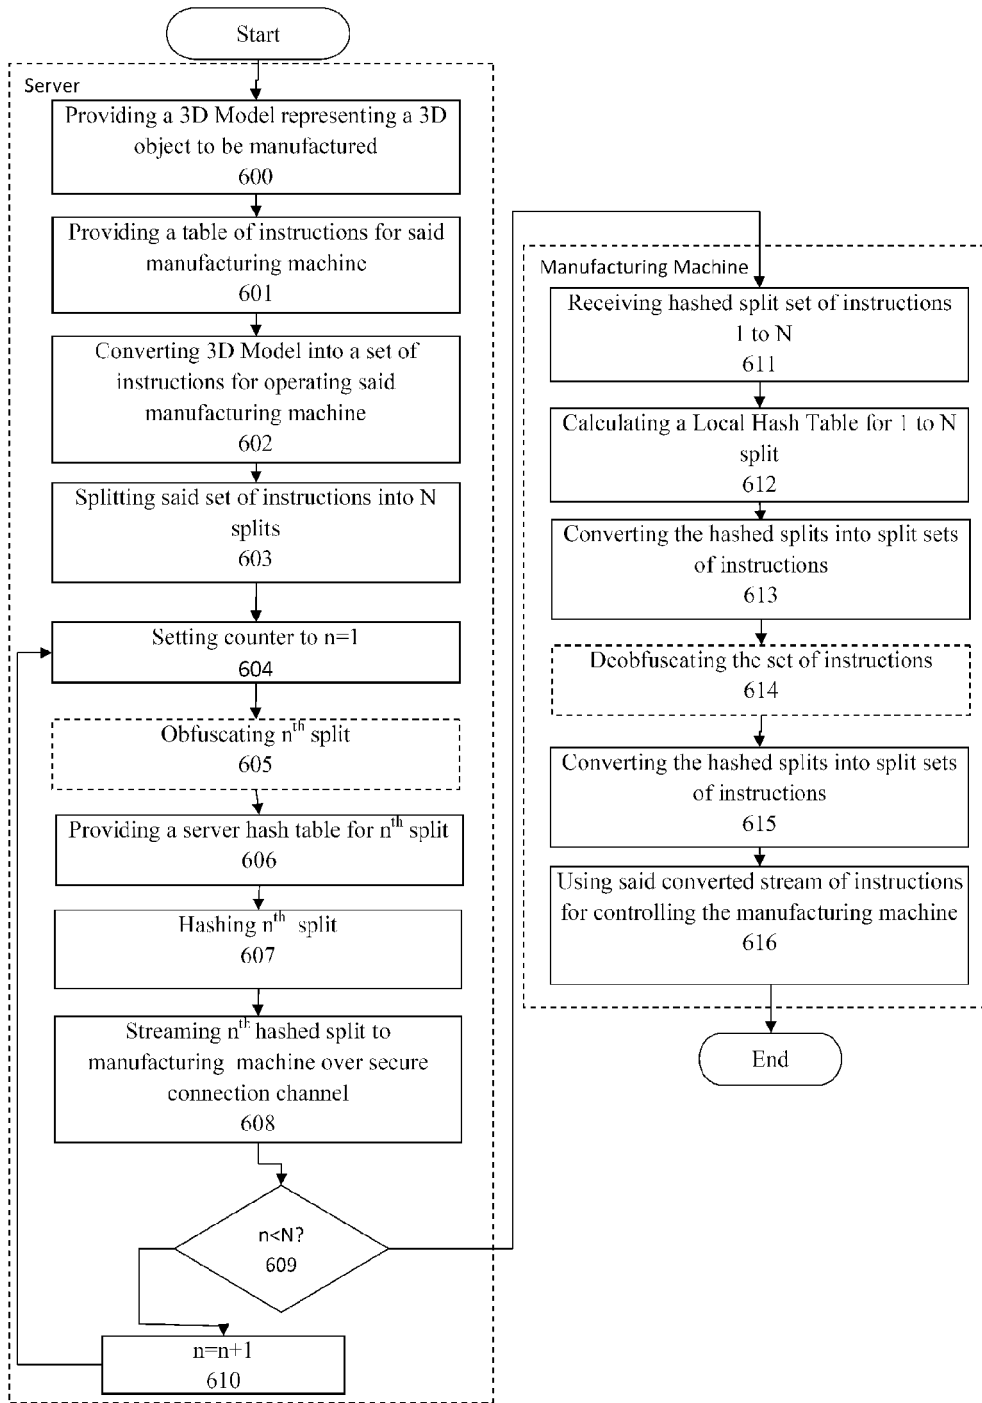 Start
Server
Providing a 3D Model representing a 3D
object to be manufactured
600
Providing a table of instructions for said
manufacturing machine
601
Converting 3D Model into a set of
instructions for operating said
manufacturing machine
602
Splitting said set of instructions into N
splits
603
Setting counter to n=1
604
Obfuscating nth split
605
Providing a server hash table for nth split
606
Hashing nth split
607
Streaming nth hashed split to
manufacturing machine over secure
connection channel
608
n<N?
609
n=n+1
610
Manufacturing Machine
Receiving hashed split set of instructions
1 to N
611
Calculating a Local Hash Table for 1 to N
split
612
Converting the hashed splits into split sets
of instructions
613
Deobfuscating the set of instructions
614
Converting the hashed splits into split sets
of instructions
615
Using said converted stream of instructions
for controlling the manufacturing machine
616
End